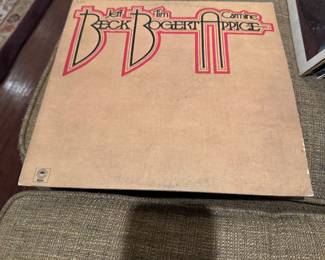 Jeff Tim Carmine
BECK BOGERT APPICE